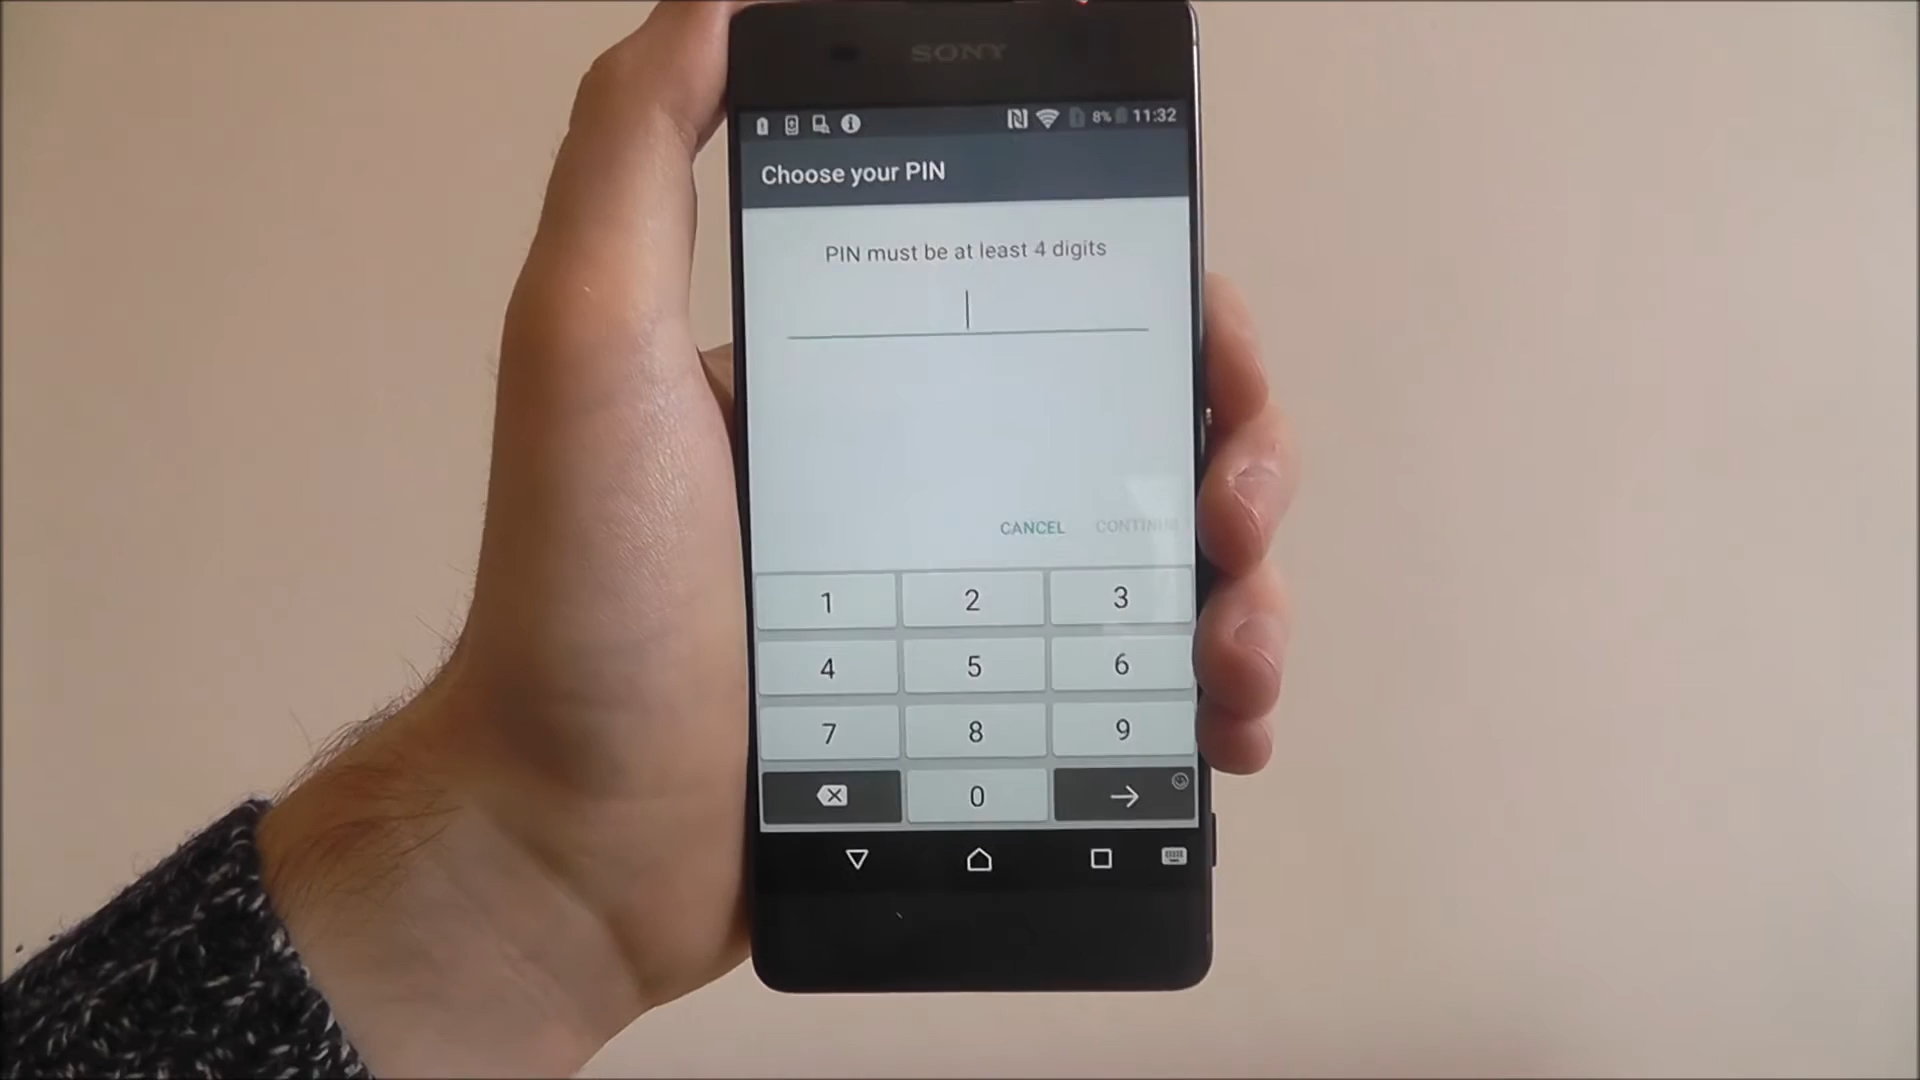 SONY
8% 11:32
Choose your PIN
PIN must be at least 4 digits
CANCEL CONTINUE
1 2 3
4 5 6
7 8 9
0